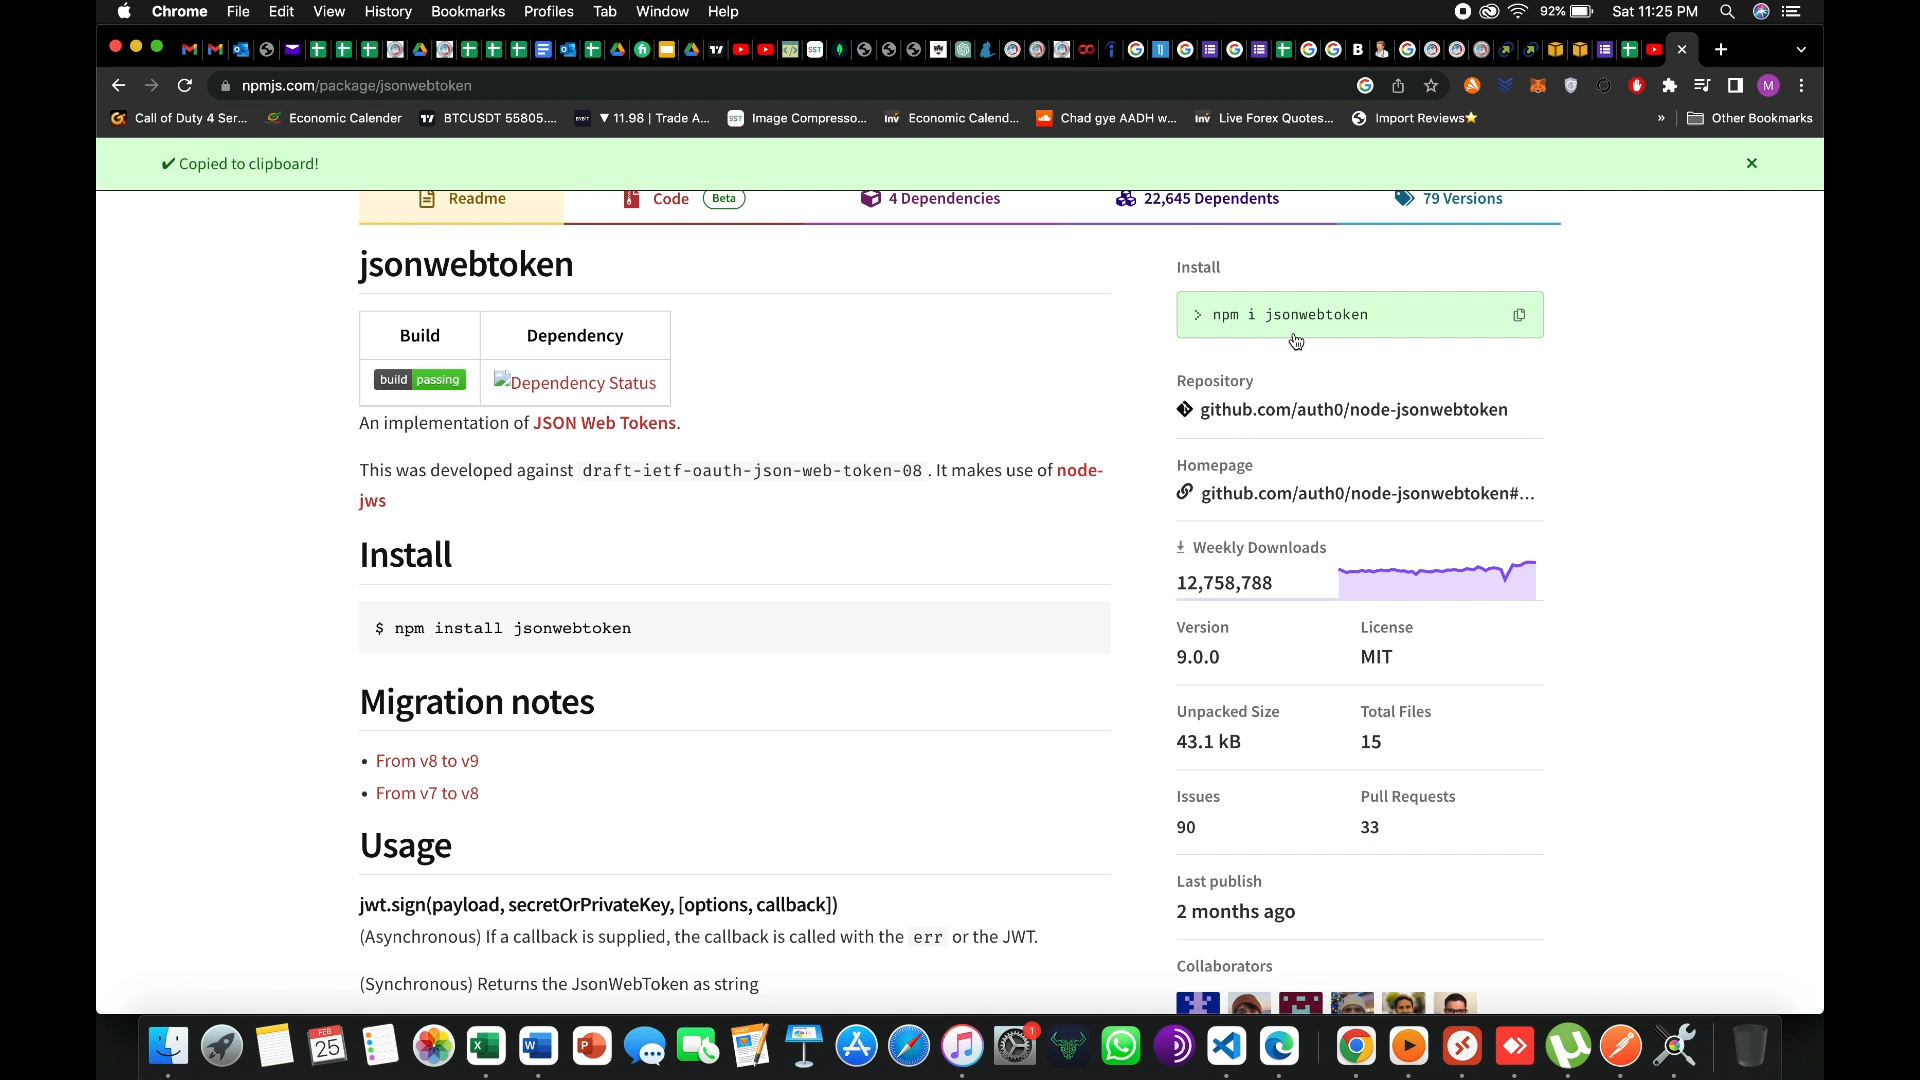 Chrome File Edit View History Bookmarks Profiles Tab Window Help
92% Sat 11:25 PM
npmjs.com/package/jsonwebtoken
M
Call of Duty 4 Ser...
Economic Calender
BTCUSDT 55805....
▼ 11.98 | Trade A...
Image Compresso...
Economic Calend...
Chad gye AADH w...
Live Forex Quotes...
Import Reviews⭐
»
Other Bookmarks
✔ Copied to clipboard!
×
Readme
Code Beta
4 Dependencies
22,645 Dependents
79 Versions
jsonwebtoken
Build Dependency
build passing Dependency Status
An implementation of JSON Web Tokens.
This was developed against draft-ietf-oauth-json-web-token-08. It makes use of node-
jws
Install
$ npm install jsonwebtoken
Migration notes
• From v8 to v9
• From v7 to v8
Usage
jwt.sign(payload, secretOrPrivateKey, [options, callback])
(Asynchronous) If a callback is supplied, the callback is called with the err or the JWT.
(Synchronous) Returns the JsonWebToken as string
Install
> npm i jsonwebtoken
Repository
github.com/auth0/node-jsonwebtoken
Homepage
github.com/auth0/node-jsonwebtoken#...
Weekly Downloads
12,758,788
Version License
9.0.0 MIT
Unpacked Size Total Files
43.1 kB 15
Issues Pull Requests
90 33
Last publish
2 months ago
Collaborators
FEB
25
1